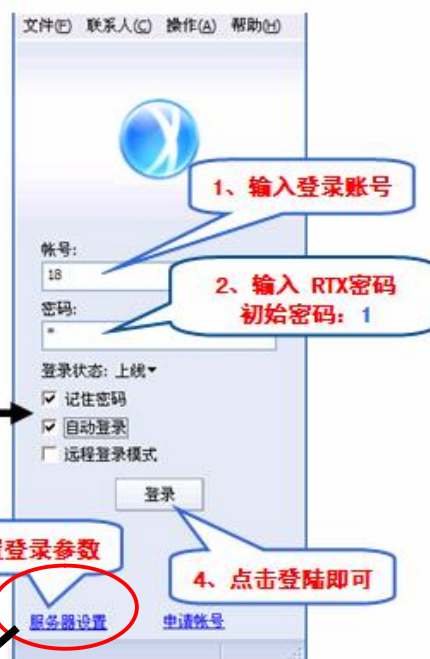 文件(F) 联系人(C) 操作(A) 帮助(H)
1、输入登录账号
帐号:
18
2、输入 RTX密码
初始密码: 1
密码:
*
登录状态: 上线
记住密码
自动登录
远程登录模式
登录
置登录参数
4、点击登陆即可
服务器设置 申请帐号